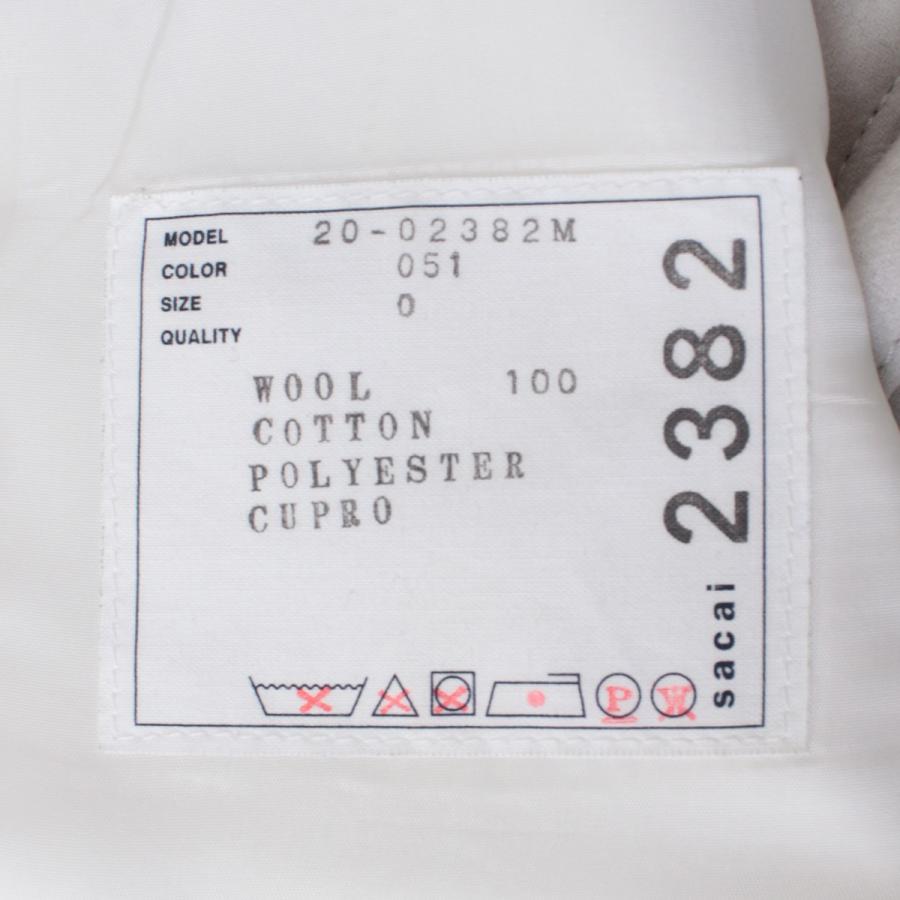 MODEL 20-02382M
COLOR 051
SIZE 0
QUALITY
WOOL 100
COTTON
POLYESTER
CUPRO
P W
sacai 2382